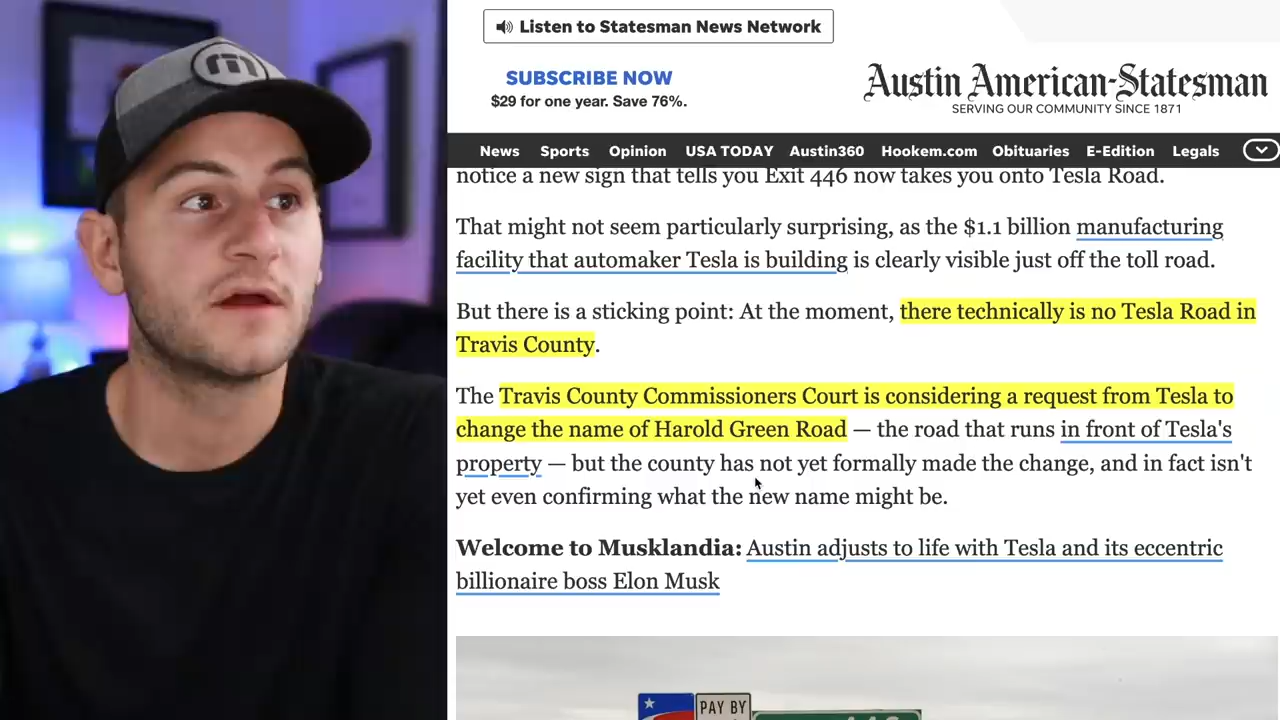 Listen to Statesman News Network
SUBSCRIBE NOW
$29 for one year. Save 76%.
Austin American-Statesman
SERVING OUR COMMUNITY SINCE 1871
News Sports Opinion USA TODAY Austin360 Hookem.com Obituaries E-Edition Legals
notice a new sign that tells you Exit 446 now takes you onto Tesla Road.
That might not seem particularly surprising, as the $1.1 billion manufacturing
facility that automaker Tesla is building is clearly visible just off the toll road.
But there is a sticking point: At the moment, there technically is no Tesla Road in
Travis County.
The Travis County Commissioners Court is considering a request from Tesla to
change the name of Harold Green Road — the road that runs in front of Tesla's
property — but the county has not yet formally made the change, and in fact isn't
yet even confirming what the new name might be.
Welcome to Musklandia: Austin adjusts to life with Tesla and its eccentric
billionaire boss Elon Musk
PAY BY